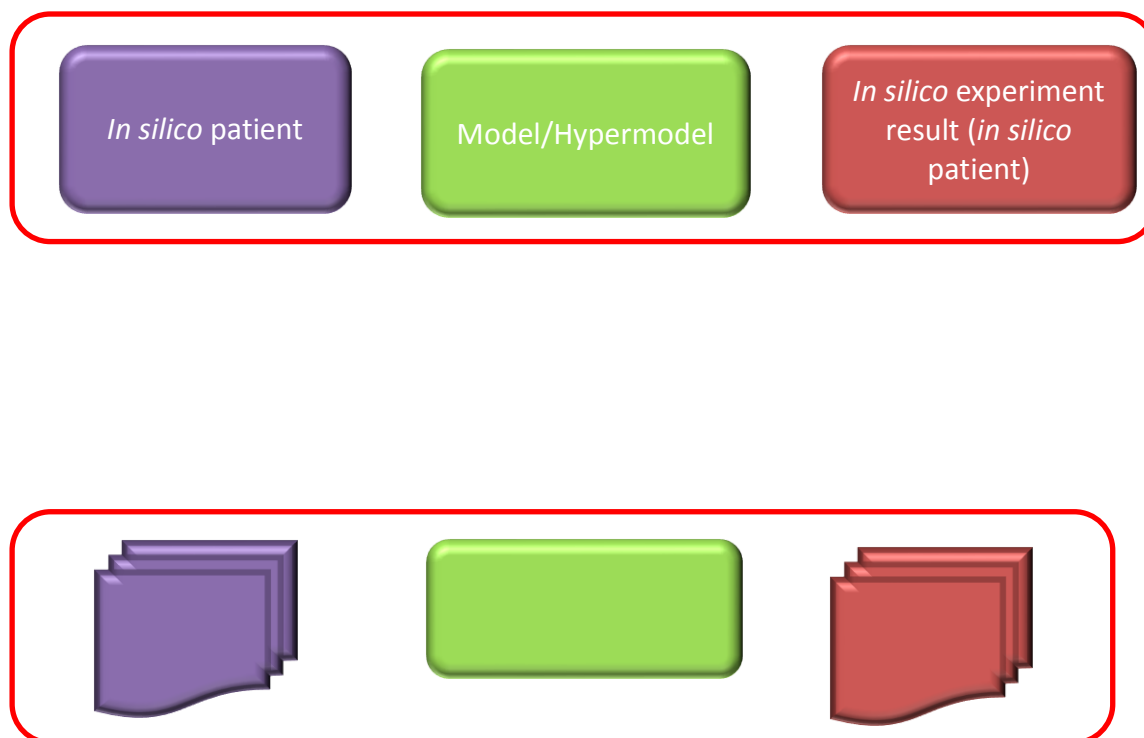 In silico patient
Model/Hypermodel
In silico experiment
result (in silico
patient)